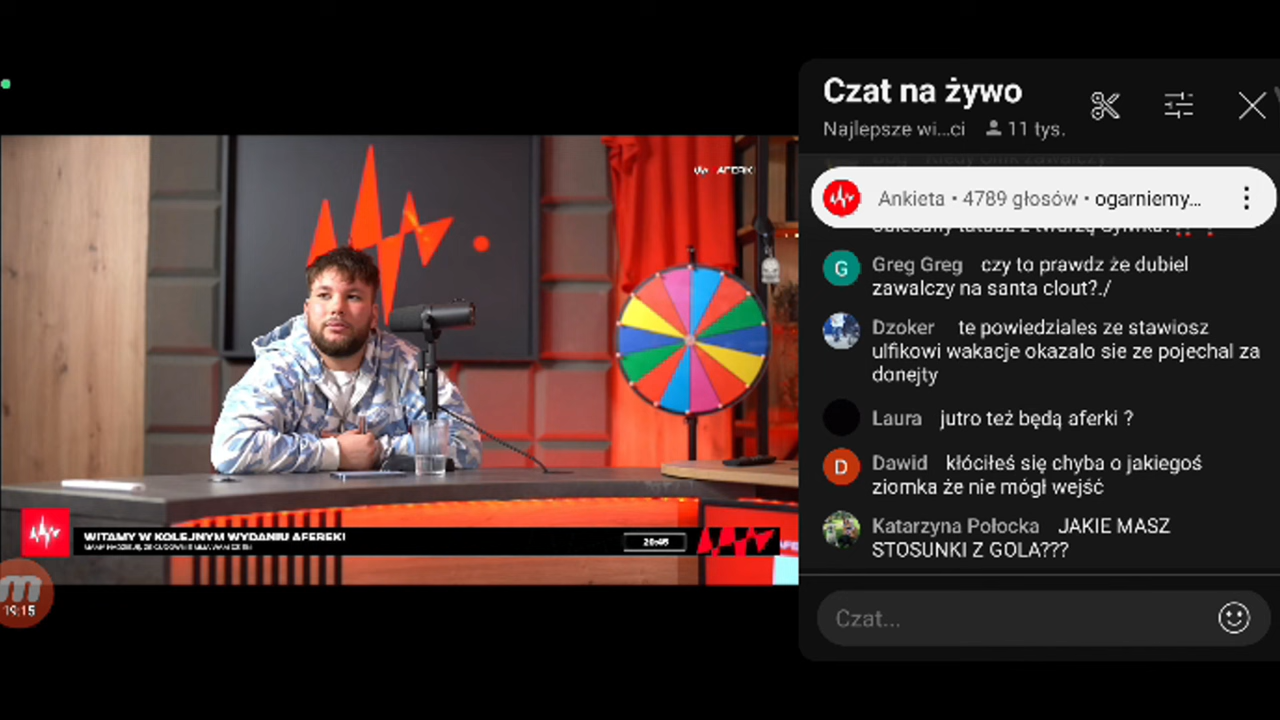 Czat na żywo
Najlepsze wi...ci 11 tys.
Ankieta • 4789 głosów • ogarniemy...
Greg Greg czy to prawdz że dubiel
zawalczy na santa clout?./
Dzoker te powiedziales ze stawiosz
ulfikowi wakacje okazalo sie ze pojechal za
donejty
Laura jutro też będą aferki ?
Dawid kłóciłeś się chyba o jakiegoś
ziomka że nie mógł wejść
Katarzyna Połocka JAKIE MASZ
STOSUNKI Z GOLA???
Czat...
AFERKI
WITAMY W KOLEJNYM WYDANIU AFEREK!
20:45
19:15